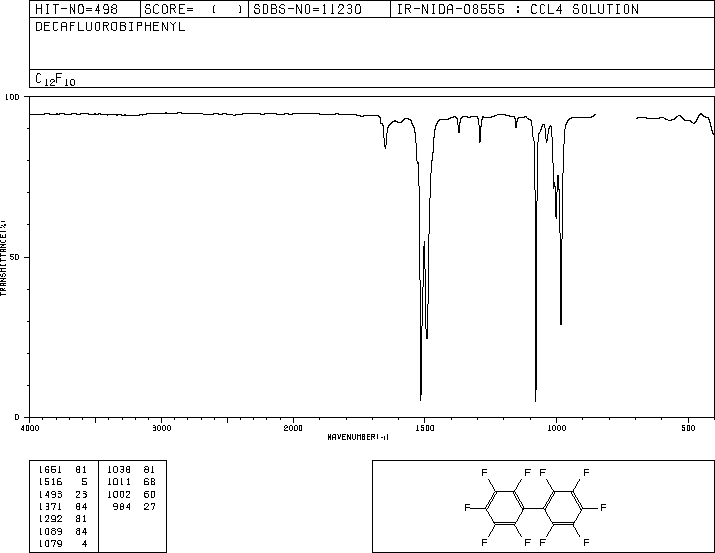 HIT-NO=498 SCORE= ( ) SDBS-NO=11230 IR-NIDA-08555 : CCL4 SOLUTION
DECAFLUOROBIPHENYL
C12F10
100
50
0
TRANSMITTANCE(%)
4000 3000 2000 1500 1000 500
WAVENUMBER(-1)
1651 81 1038 81
1516 5 1011 68
1493 23 1002 60
1371 84 984 27
1292 81
1089 84
1079 4
F F F F
F F
F F F F